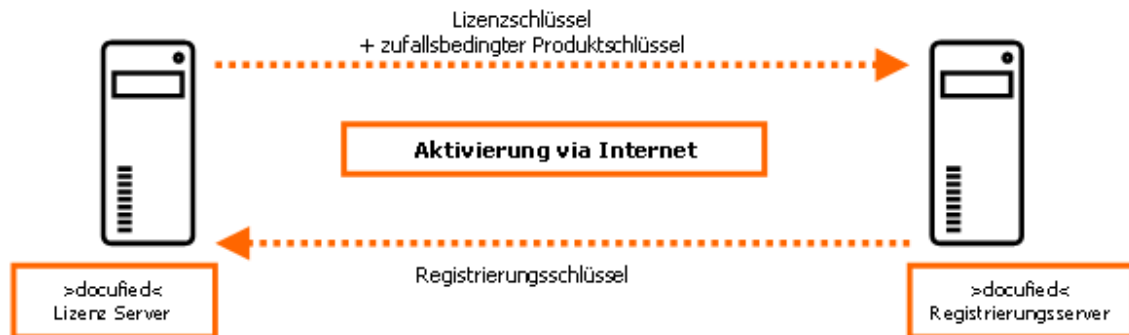 Lizenzschlüssel
+ zufallsbedingter Produktschlüssel
Aktivierung via Internet
Registrierungsschlüssel
>docufied<
Lizenz Server
>docufied<
Registrierungsserver